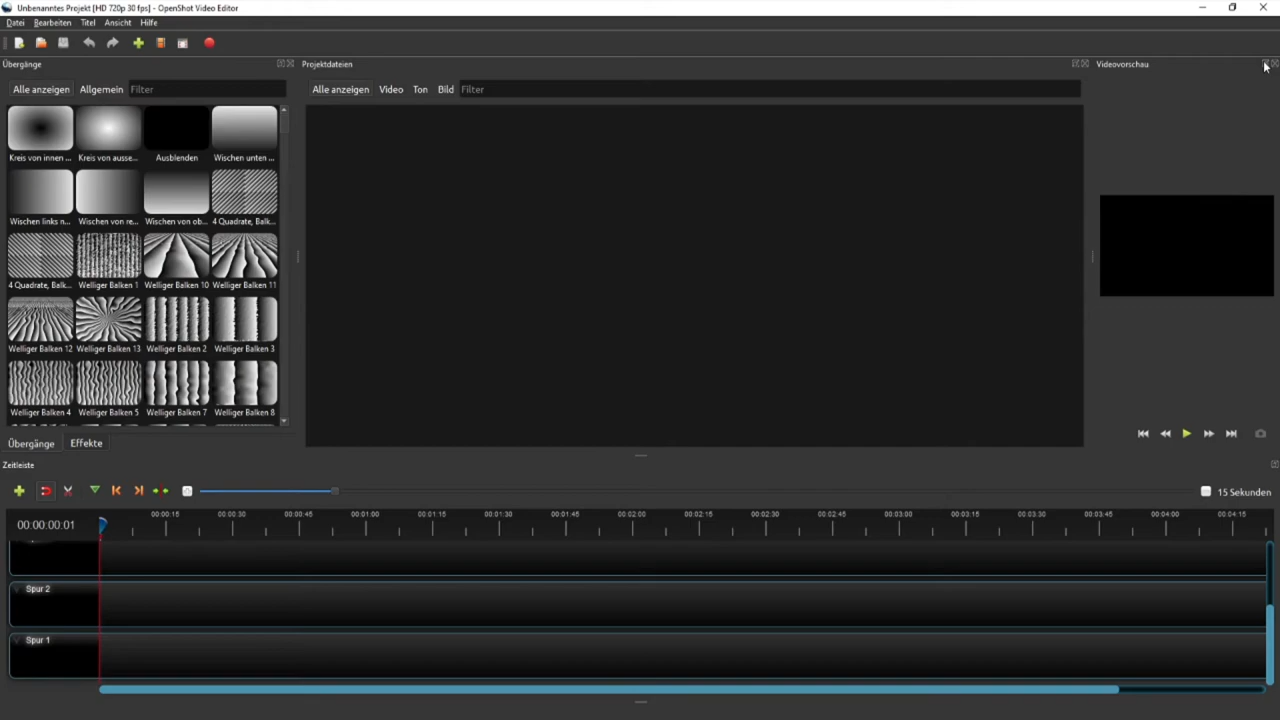 Unbenanntes Projekt [HD 720p 30 fps] - OpenShot Video Editor
Datei Bearbeiten Titel Ansicht Hilfe
Übergänge
Alle anzeigen Allgemein Filter
Kreis von innen ... Kreis von ausse... Ausblenden Wischen unten ...
Wischen links n... Wischen von re... Wischen von ob... 4 Quadrate, Balk...
4 Quadrate, Balk... Welliger Balken 1 Welliger Balken 10 Welliger Balken 11
Welliger Balken 12 Welliger Balken 13 Welliger Balken 2 Welliger Balken 3
Welliger Balken 4 Welliger Balken 5 Welliger Balken 7 Welliger Balken 8
Übergänge Effekte
Projektdateien
Alle anzeigen Video Ton Bild Filter
Videovorschau
Zeitleiste
15 Sekunden
00:00:00:01
00:00:15 00:00:30 00:00:45 00:01:00 00:01:15 00:01:30 00:01:45 00:02:00 00:02:15 00:02:30 00:02:45 00:03:00 00:03:15 00:03:30 00:03:45 00:04:00 00:04:15
Spur 2
Spur 1